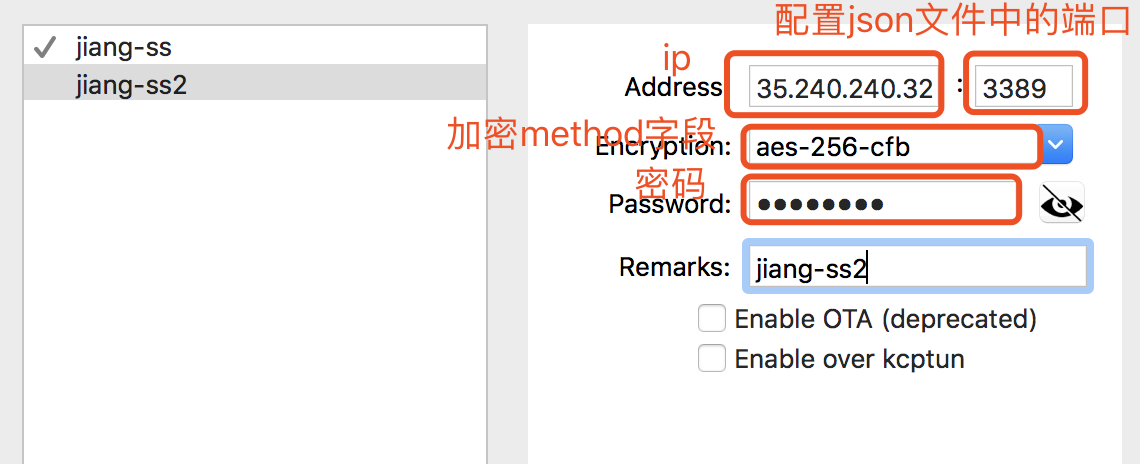 配置json文件中的端口
jiang-ss
jiang-ss2
ip
Address
35.240.240.32
:
3389
加密method字段
Encryption:
aes-256-cfb
密码
Password:
●●●●●●●●
Remarks:
jiang-ss2
Enable OTA (deprecated)
Enable over kcptun